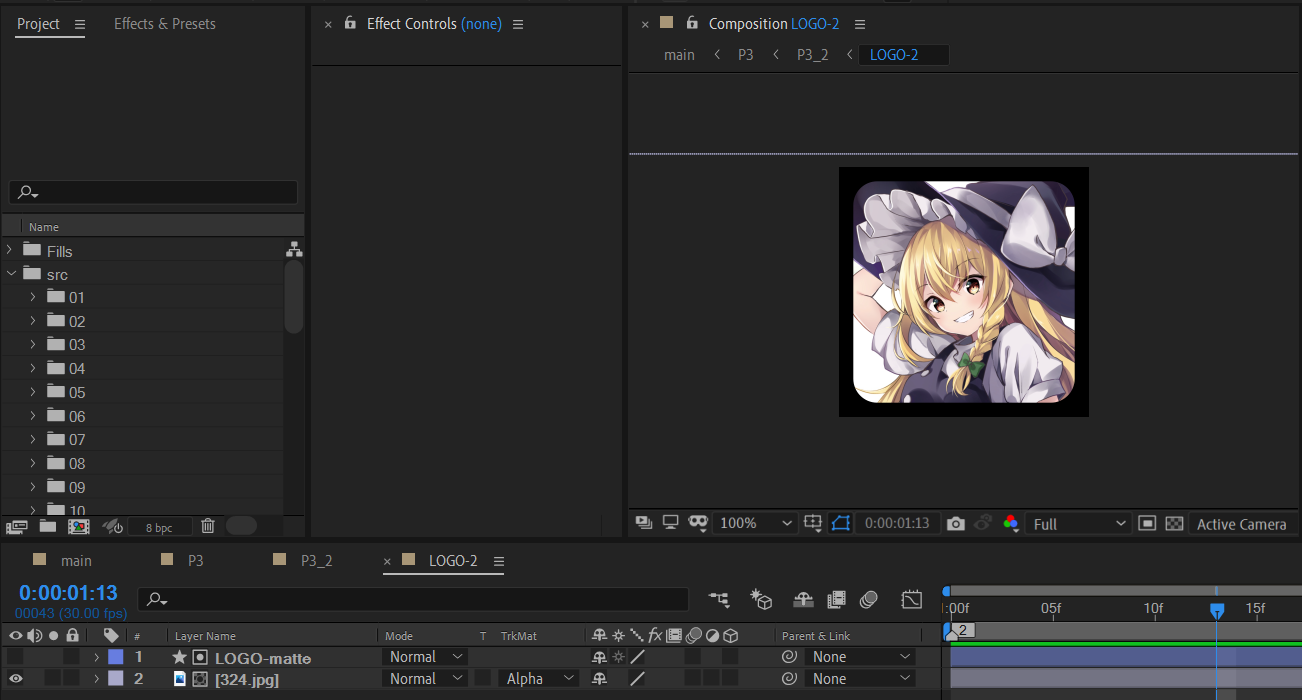 Project Effects & Presets
Effect Controls (none)
Composition LOGO-2
main P3 P3_2 LOGO-2
Name
Fills
src
01
02
03
04
05
06
07
08
09
10
8 bpc
100% 0:00:01:13 Full Active Camera
main P3 P3_2 LOGO-2
0:00:01:13
00043 (30.00 fps)
:00f 05f 10f 15f
2
# Layer Name Mode T TrkMat fx Parent & Link
1 LOGO-matte Normal None
2 [324.jpg] Normal Alpha None